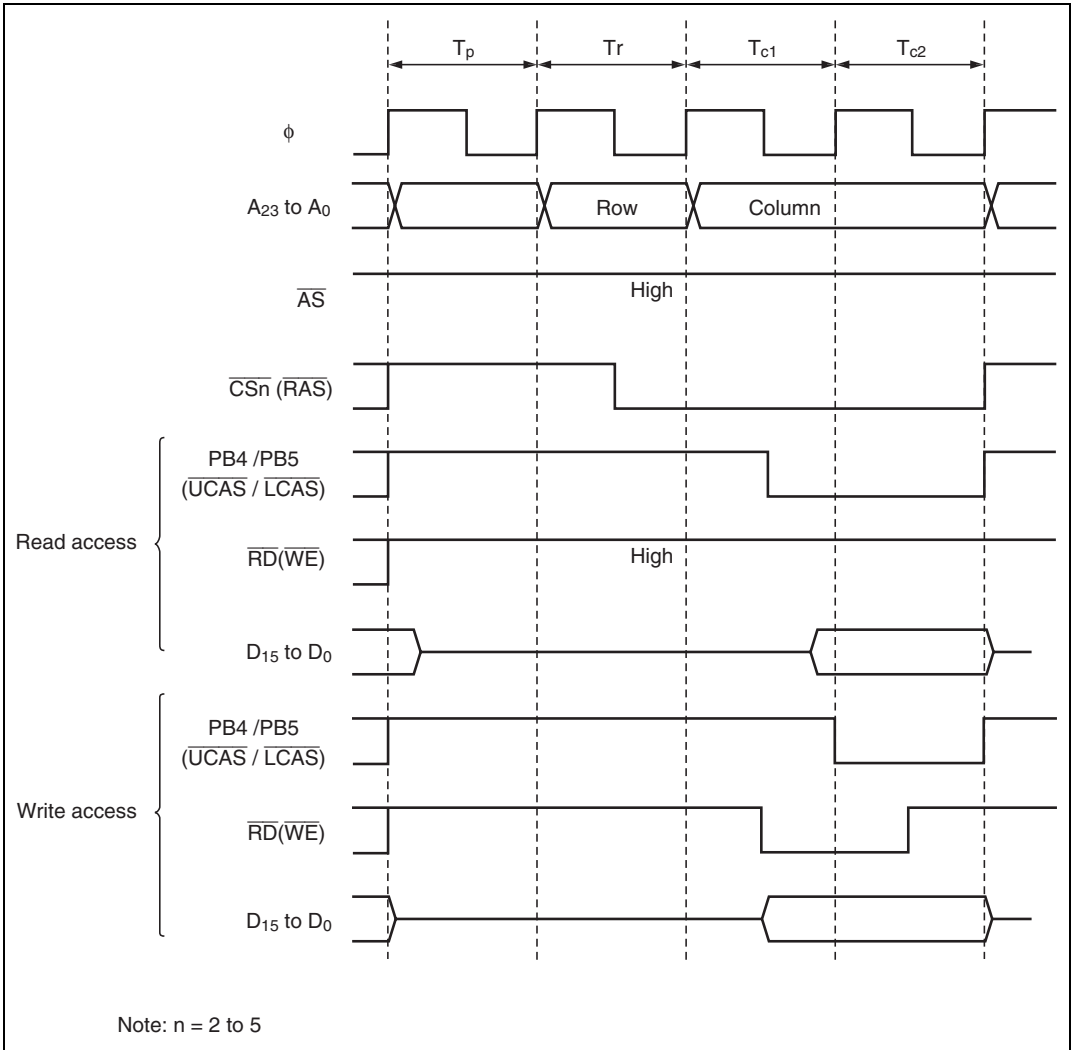 Tp Tr Tc1 Tc2
φ
A23 to A0 Row Column
AS High
CSn (RAS)
PB4 /PB5
(UCAS / LCAS)
Read access
RD(WE) High
D15 to D0
PB4 /PB5
(UCAS / LCAS)
Write access
RD(WE)
D15 to D0
Note: n = 2 to 5